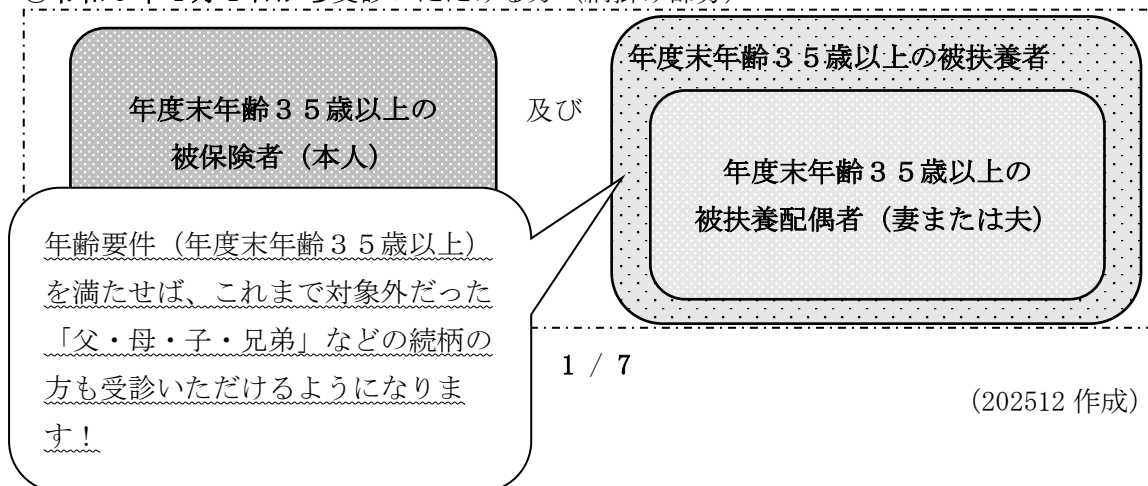 年度末年齢３５歳以上の
被保険者（本人）
及び
年度末年齢３５歳以上の被扶養者
年度末年齢３５歳以上の
被扶養配偶者（妻または夫）
年齢要件（年度末年齢３５歳以上）
を満たせば、これまで対象外だった
「父・母・子・兄弟」などの続柄の
方も受診いただけるようになりま
す！
1 / 7
（202512 作成）